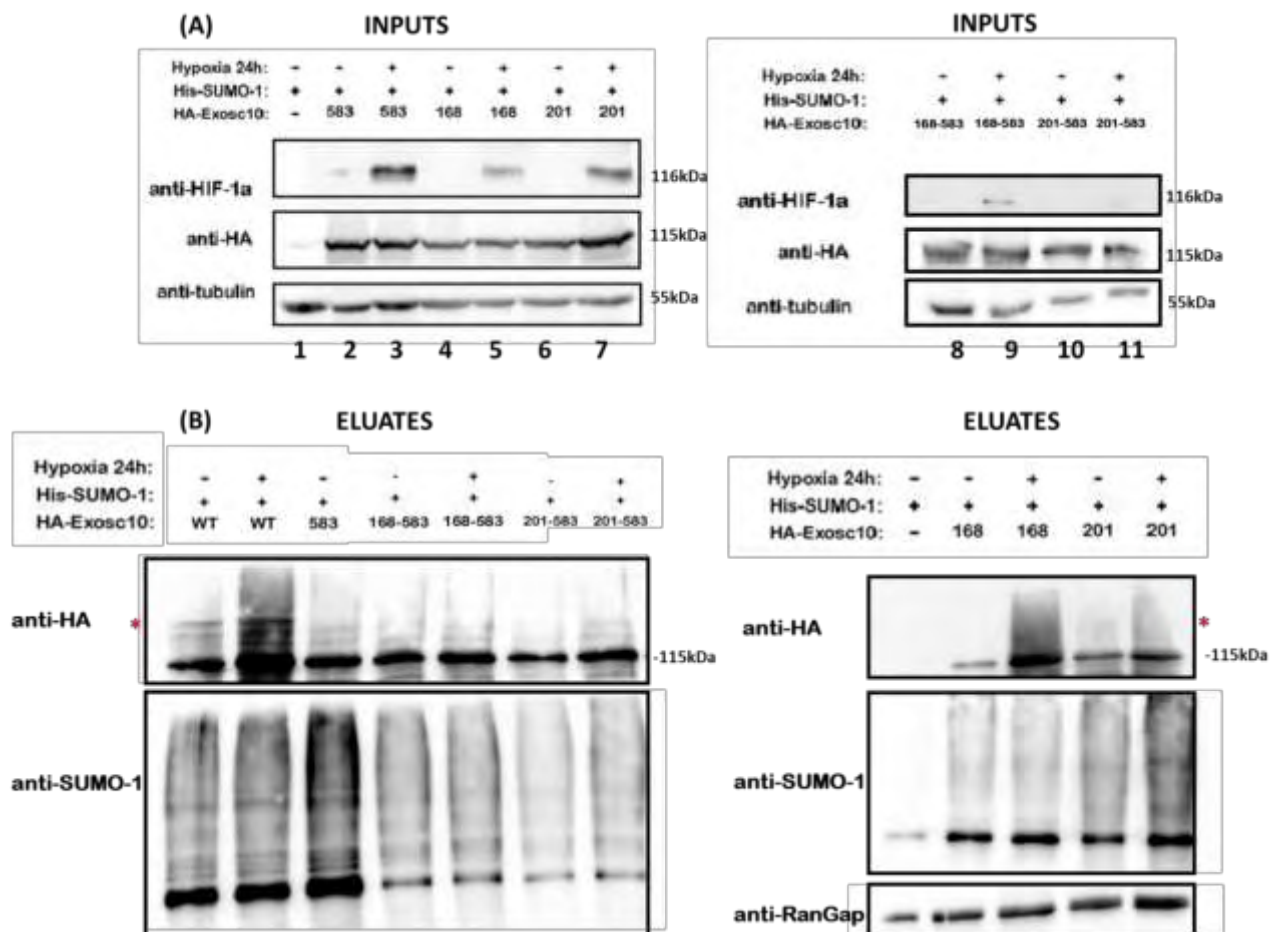 (A) INPUTS
Hypoxia 24h: - - + - + - +
His-SUMO-1: + + + + + + +
HA-Exosc10: - 583 583 168 168 201 201
anti-HIF-1a 116kDa
anti-HA 115kDa
anti-tubulin 55kDa
1 2 3 4 5 6 7
INPUTS
Hypoxia 24h: - + - +
His-SUMO-1: + + + +
HA-Exosc10: 168-583 168-583 201-583 201-583
anti-HIF-1a 116kDa
anti-HA 115kDa
anti-tubulin 55kDa
8 9 10 11
(B) ELUATES
Hypoxia 24h: - + - - + - +
His-SUMO-1: + + + + + + +
HA-Exosc10: WT WT 583 168-583 168-583 201-583 201-583
anti-HA * -115kDa
anti-SUMO-1
ELUATES
Hypoxia 24h: - - + - +
His-SUMO-1: + + + + +
HA-Exosc10: - 168 168 201 201
anti-HA * -115kDa
anti-SUMO-1
anti-RanGap